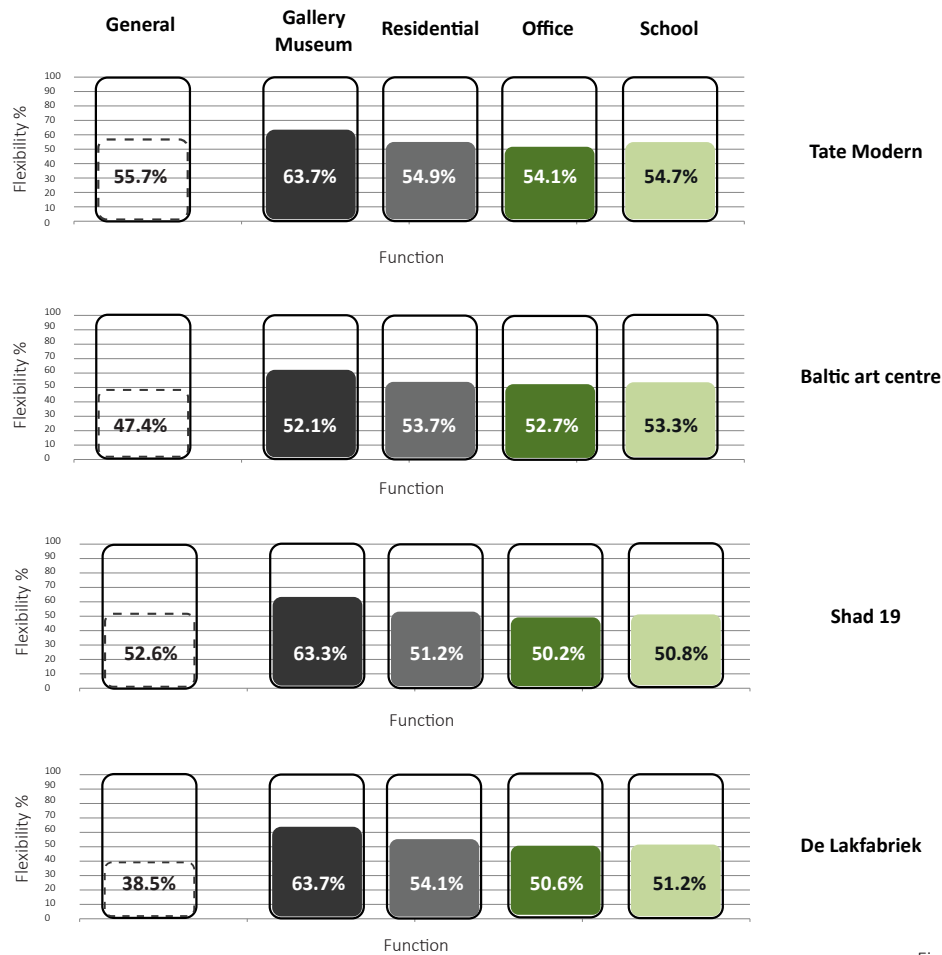 General Gallery Museum Residential Office School
Flexibility %
100
90
80
70
60
50
40
30
20
10
0
55.7% 63.7% 54.9% 54.1% 54.7%
Tate Modern
Function
Flexibility %
100
90
80
70
60
50
40
30
20
10
0
47.4% 52.1% 53.7% 52.7% 53.3%
Baltic art centre
Function
Flexibility %
100
90
80
70
60
50
40
30
20
10
0
52.6% 63.3% 51.2% 50.2% 50.8%
Shad 19
Function
Flexibility %
100
90
80
70
60
50
40
30
20
10
0
38.5% 63.7% 54.1% 50.6% 51.2%
De Lakfabriek
Function